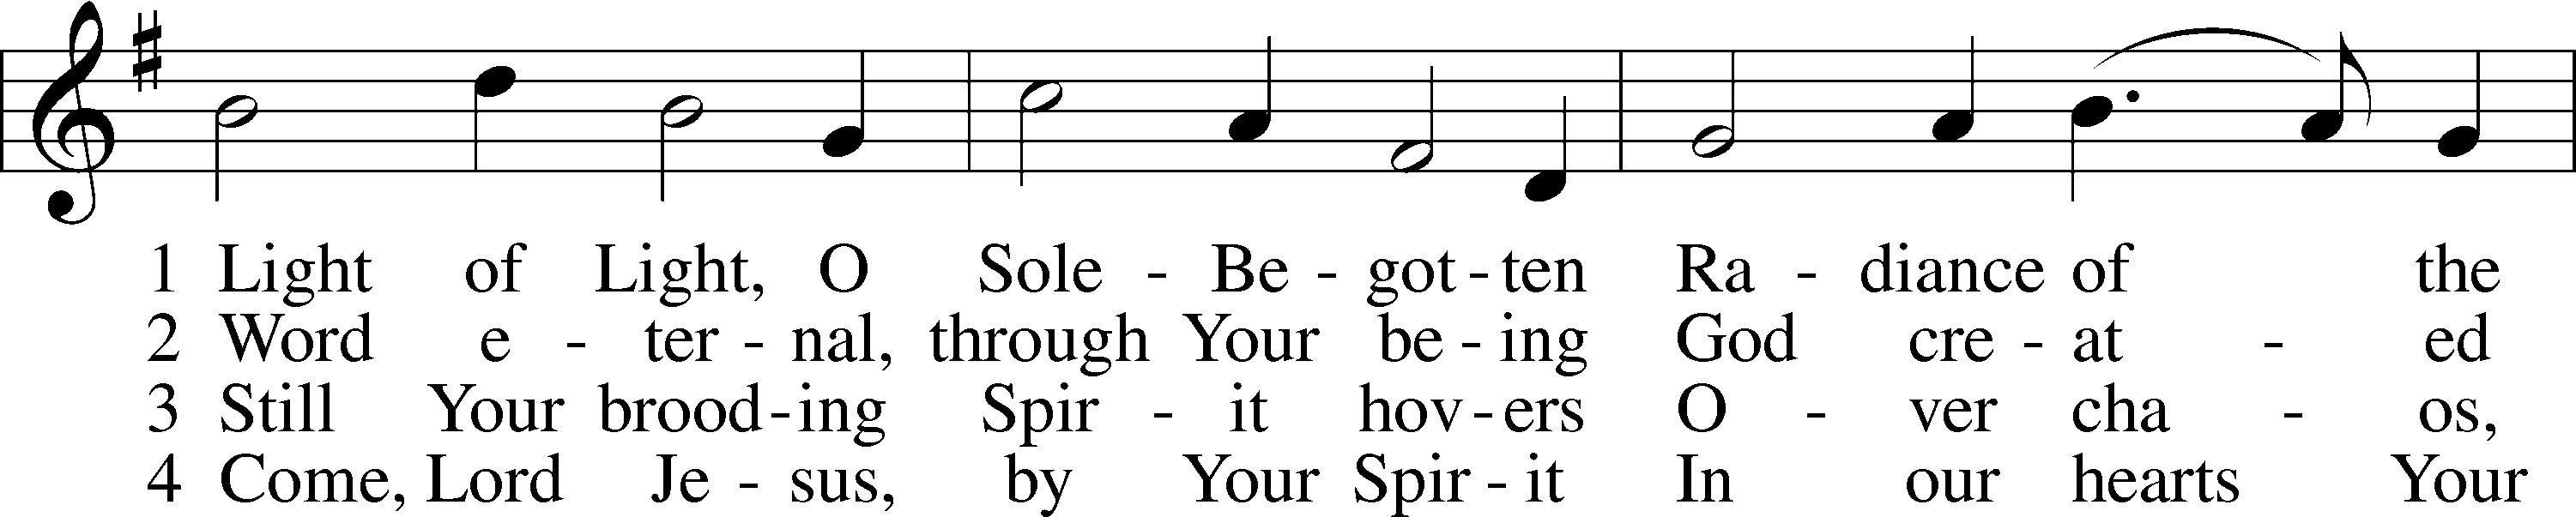 1 Light of Light, O Sole - Be - got - ten Ra - diance of the
2 Word e - ter - nal, through Your be - ing God cre - at - ed
3 Still Your brood - ing Spir - it hov - ers O - ver cha - os,
4 Come, Lord Je - sus, by Your Spir - it In our hearts Your